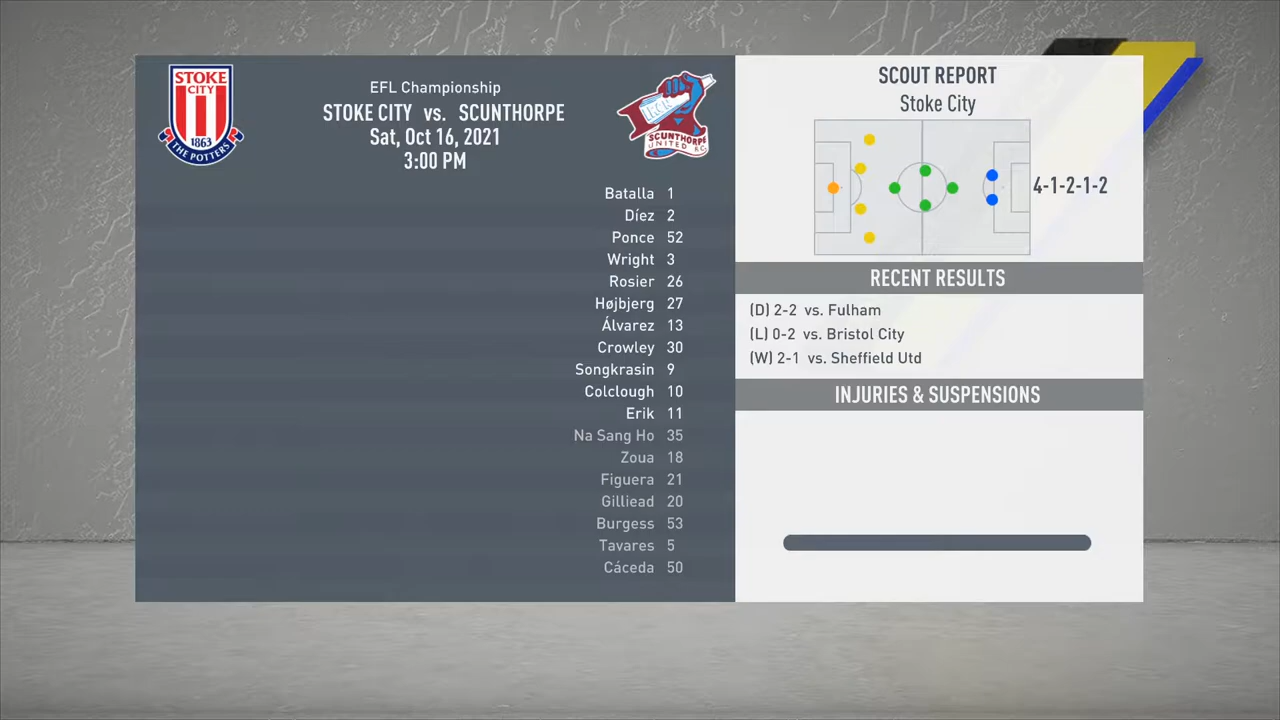 STOKE
CITY
1863
THE POTTERS
EFL Championship
STOKE CITY vs. SCUNTHORPE
Sat, Oct 16, 2021
3:00 PM
SCUNTHORPE
UNITED F.C.
Batalla 1
Díez 2
Ponce 52
Wright 3
Rosier 26
Højbjerg 27
Álvarez 13
Crowley 30
Songkrasin 9
Colclough 10
Erik 11
Na Sang Ho 35
Zoua 18
Figuera 21
Gilliead 20
Burgess 53
Tavares 5
Cáceda 50
SCOUT REPORT
Stoke City
4-1-2-1-2
RECENT RESULTS
(D) 2-2 vs. Fulham
(L) 0-2 vs. Bristol City
(W) 2-1 vs. Sheffield Utd
INJURIES & SUSPENSIONS